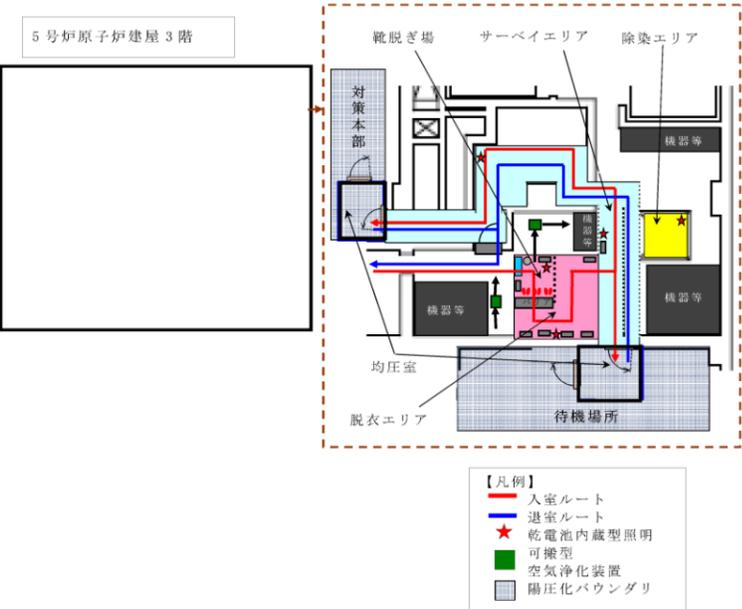 5号炉原子炉建屋3階
靴脱ぎ場
サーベイエリア
除染エリア
対策本部
機器等
機器等
機器等
機器等
均圧室
脱衣エリア
待機場所
【凡例】
入室ルート
退室ルート
乾電池内蔵型照明
可搬型
空気浄化装置
陽圧化バウンダリ